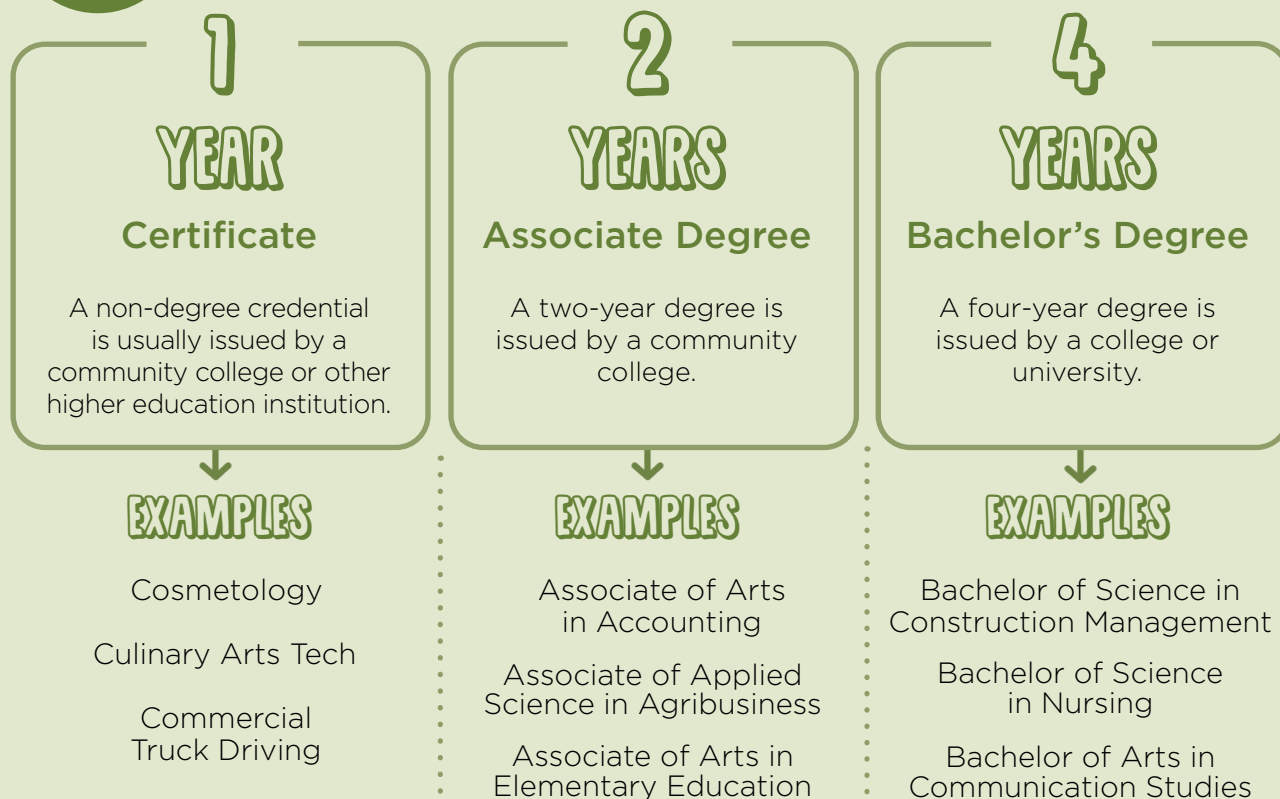 1
YEAR
Certificate
A non-degree credential
is usually issued by a
community college or other
higher education institution.
EXAMPLES
Cosmetology
Culinary Arts Tech
Commercial
Truck Driving
2
YEARS
Associate Degree
A two-year degree is
issued by a community
college.
EXAMPLES
Associate of Arts
in Accounting
Associate of Applied
Science in Agribusiness
Associate of Arts in
Elementary Education
4
YEARS
Bachelor’s Degree
A four-year degree is
issued by a college or
university.
EXAMPLES
Bachelor of Science in
Construction Management
Bachelor of Science
in Nursing
Bachelor of Arts in
Communication Studies